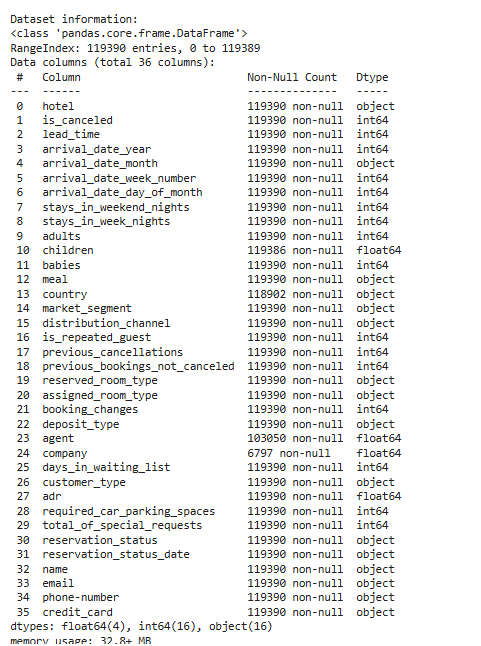 Dataset information:
<class 'pandas.core.frame.DataFrame'>
RangeIndex: 119390 entries, 0 to 119389
Data columns (total 36 columns):
 #   Column                          Non-Null Count   Dtype
---  ------                          --------------   -----
 0   hotel                           119390 non-null  object
 1   is_canceled                     119390 non-null  int64
 2   lead_time                       119390 non-null  int64
 3   arrival_date_year               119390 non-null  int64
 4   arrival_date_month              119390 non-null  object
 5   arrival_date_week_number        119390 non-null  int64
 6   arrival_date_day_of_month       119390 non-null  int64
 7   stays_in_weekend_nights         119390 non-null  int64
 8   stays_in_week_nights            119390 non-null  int64
 9   adults                          119390 non-null  int64
 10  children                        119386 non-null  float64
 11  babies                          119390 non-null  int64
 12  meal                            119390 non-null  object
 13  country                         118902 non-null  object
 14  market_segment                  119390 non-null  object
 15  distribution_channel            119390 non-null  object
 16  is_repeated_guest               119390 non-null  int64
 17  previous_cancellations          119390 non-null  int64
 18  previous_bookings_not_canceled  119390 non-null  int64
 19  reserved_room_type              119390 non-null  object
 20  assigned_room_type              119390 non-null  object
 21  booking_changes                 119390 non-null  int64
 22  deposit_type                    119390 non-null  object
 23  agent                           103050 non-null  float64
 24  company                         6797 non-null    float64
 25  days_in_waiting_list            119390 non-null  int64
 26  customer_type                   119390 non-null  object
 27  adr                             119390 non-null  float64
 28  required_car_parking_spaces     119390 non-null  int64
 29  total_of_special_requests       119390 non-null  int64
 30  reservation_status              119390 non-null  object
 31  reservation_status_date         119390 non-null  object
 32  name                            119390 non-null  object
 33  email                           119390 non-null  object
 34  phone-number                    119390 non-null  object
 35  credit_card                     119390 non-null  object
dtypes: float64(4), int64(16), object(16)
memory usage: 32.8+ MB